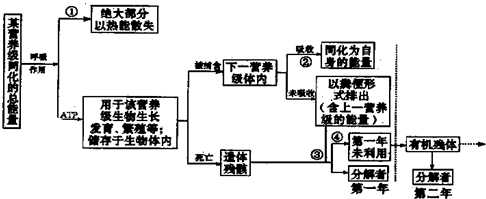 某营养级同化的总能量
呼吸
作用
①
绝大部分
以热能散失
ATP
用于该营养
级生物生长
发育、繁殖等；
储存于生物体内
被捕食
下一营养
级体内
吸收
②
同化为自
身的能量
未吸收
以粪便形
式排出
（含上一营养
级的能量）
死亡
遗体
残骸
③
④
第一年
未利用
分解者
第一年
有机残体
分解者
第二年